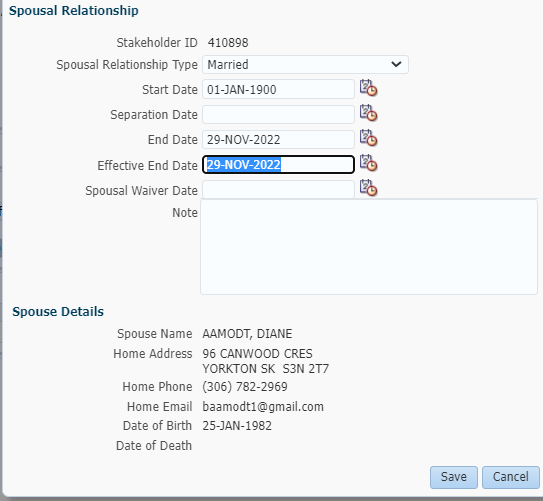 Spousal Relationship
Stakeholder ID 410898
Spousal Relationship Type Married
Start Date 01-JAN-1900
Separation Date
End Date 29-NOV-2022
Effective End Date 29-NOV-2022
Spousal Waiver Date
Note
Spouse Details
Spouse Name AAMODT, DIANE
Home Address 96 CANWOOD CRES
YORKTON SK S3N 2T7
Home Phone (306) 782-2969
Home Email baamodt1@gmail.com
Date of Birth 25-JAN-1982
Date of Death
Save Cancel